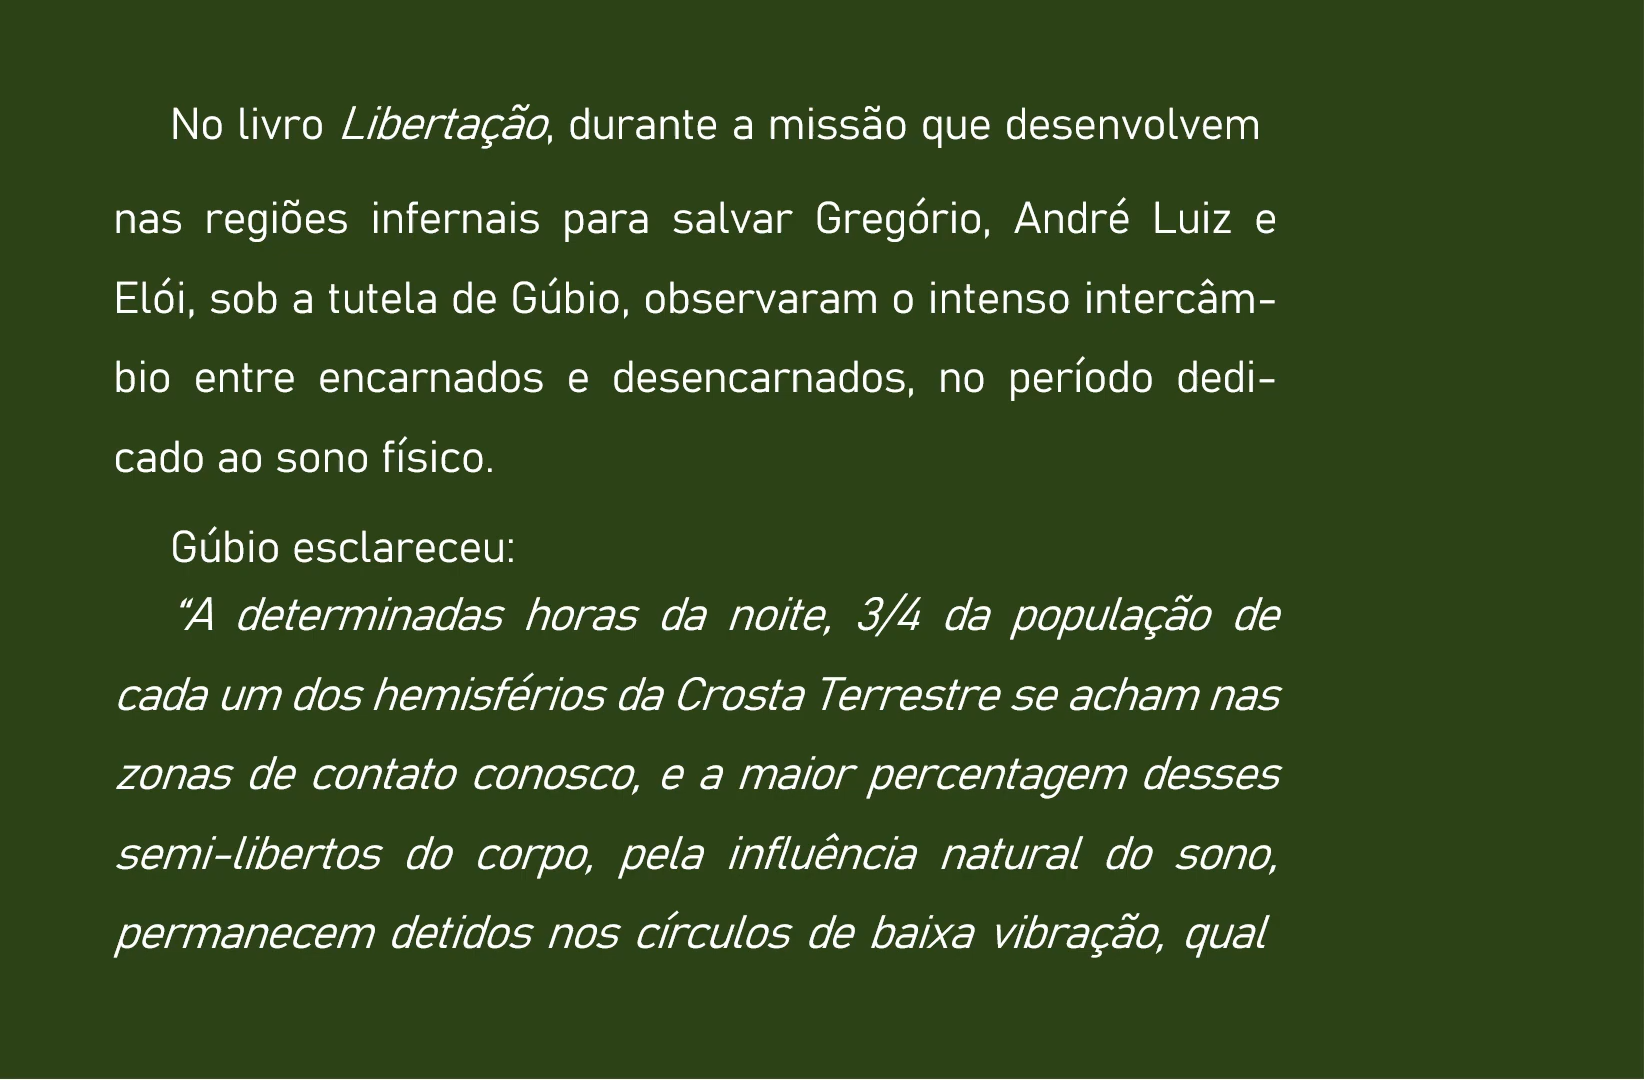 No livro Libertação, durante a missão que desenvolvem
nas regiões infernais para salvar Gregório, André Luiz e
Elói, sob a tutela de Gúbio, observaram o intenso intercâm-
bio entre encarnados e desencarnados, no período dedi-
cado ao sono físico.
Gúbio esclareceu:
“A determinadas horas da noite, 3/4 da população de
cada um dos hemisférios da Crosta Terrestre se acham nas
zonas de contato conosco, e a maior percentagem desses
semi-libertos do corpo, pela influência natural do sono,
permanecem detidos nos círculos de baixa vibração, qual